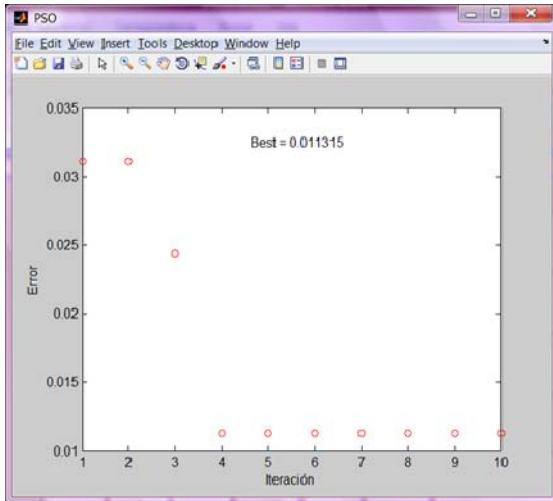 PSO
File Edit View Insert Tools Desktop Window Help
Best = 0.011315
0.035
0.03
0.025
0.02
0.015
0.01
Error
1 2 3 4 5 6 7 8 9 10
Iteración